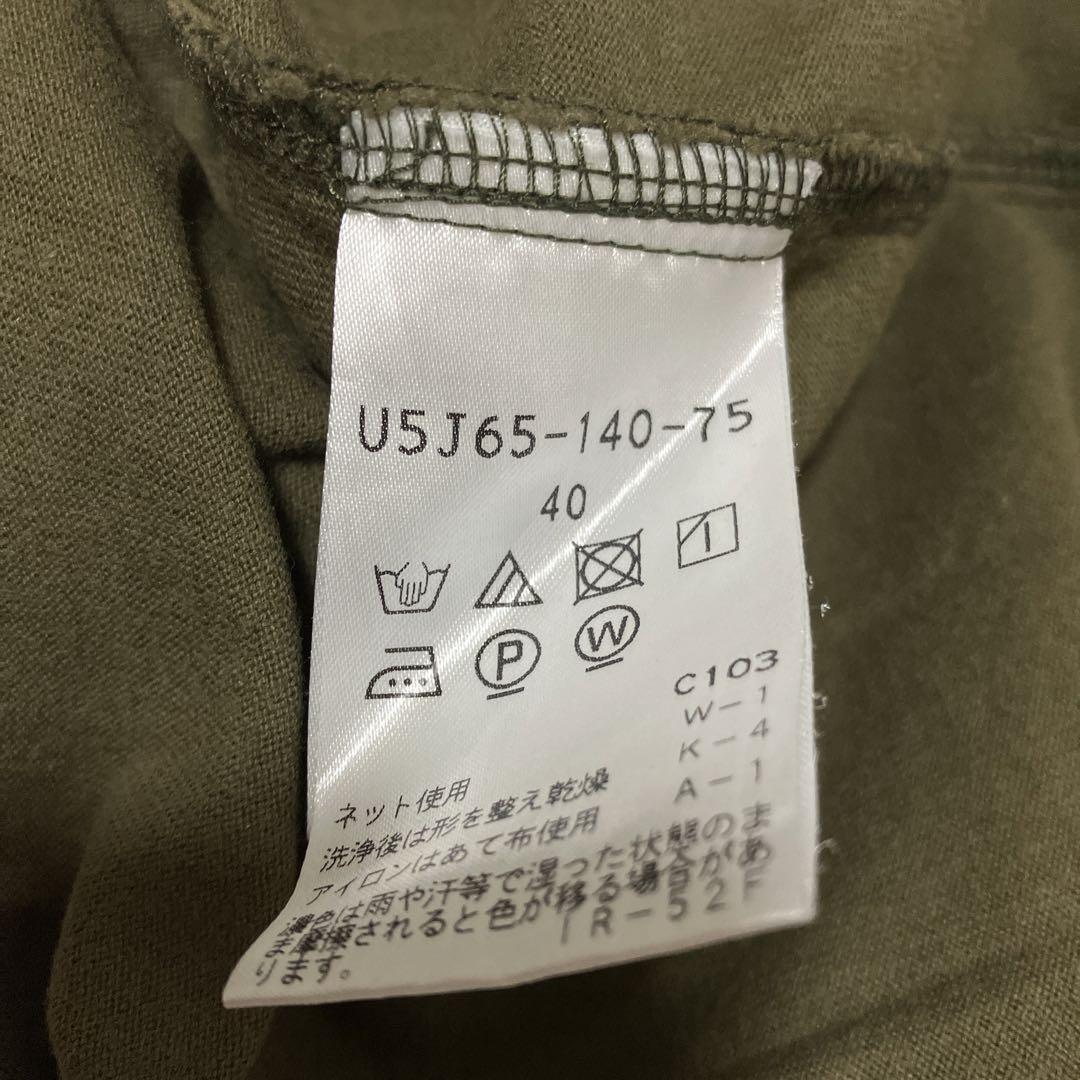 U5J65-140-75
40
P
W
C103
W-1
K-4
A-1
ネット使用
洗浄後は形を整え乾燥
アイロンはあて布使用
濃色は雨や汗等で湿った状態のま
ま摩擦されると色が移る場合があ
ります。
IR-52F